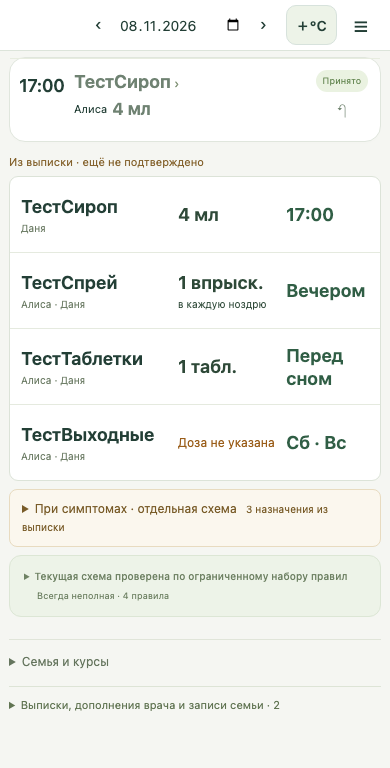 ‹ 08.11.2026 › +°C ≡
17:00 ТестСироп › Принято
Алиса 4 мл
Из выписки · ещё не подтверждено
ТестСироп 4 мл 17:00
Даня
ТестСпрей 1 впрыск. Вечером
Алиса · Даня в каждую ноздрю
ТестТаблетки 1 табл. Перед сном
Алиса · Даня
ТестВыходные Доза не указана Сб · Вс
Алиса · Даня
▶ При симптомах · отдельная схема 3 назначения из
выписки
▶ Текущая схема проверена по ограниченному набору правил
Всегда неполная · 4 правила
▶ Семья и курсы
▶ Выписки, дополнения врача и записи семьи · 2